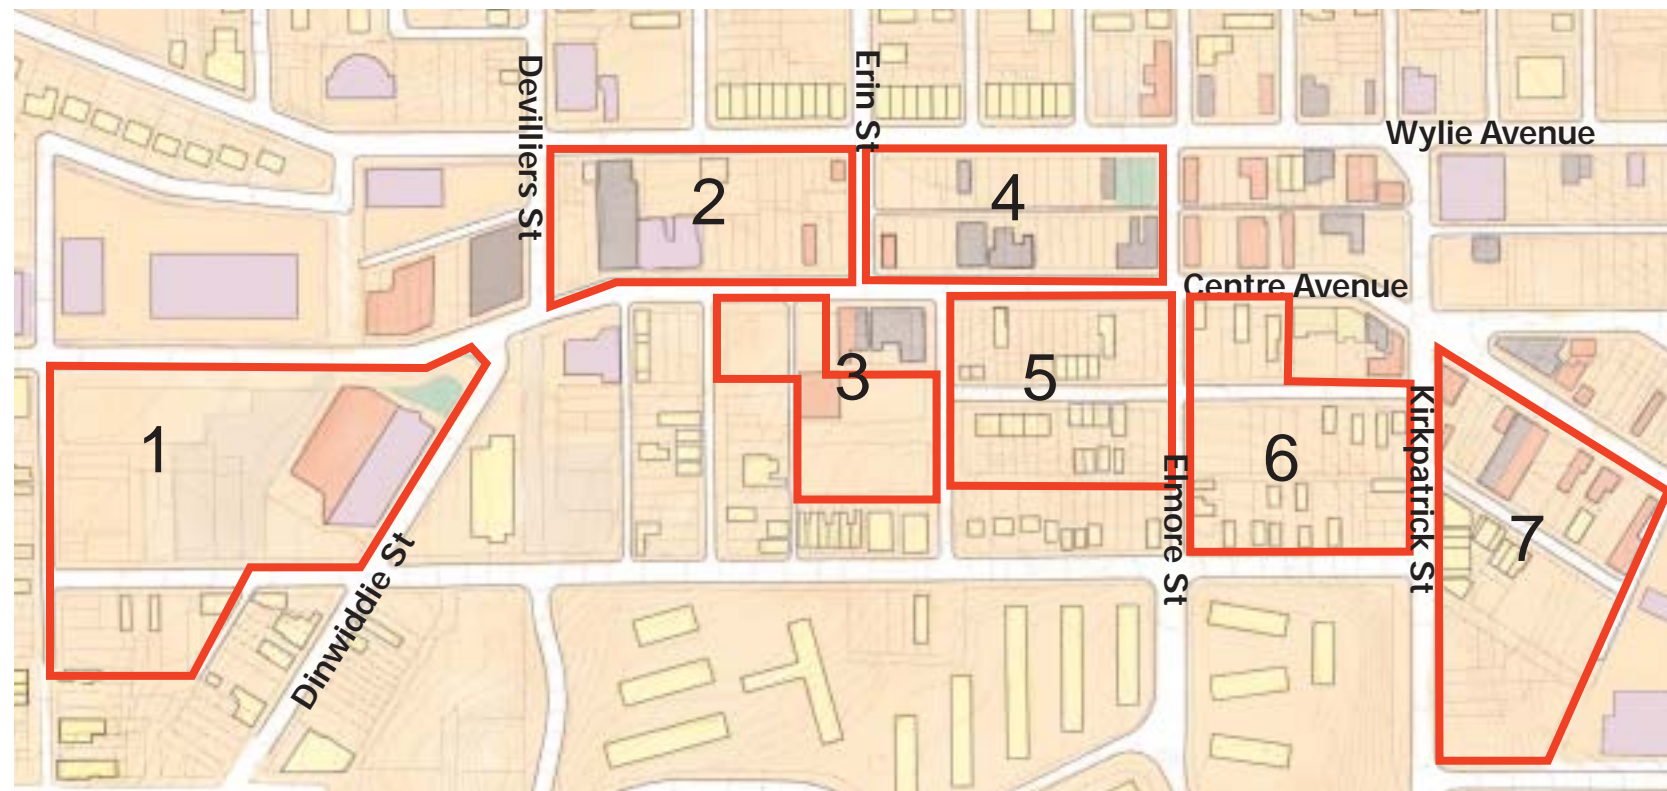 Devilliers St
Erin St
Wylie Avenue
2
4
Centre Avenue
1
3
5
6
7
Kirkpatrick St
Elmore St
Dinwiddie St